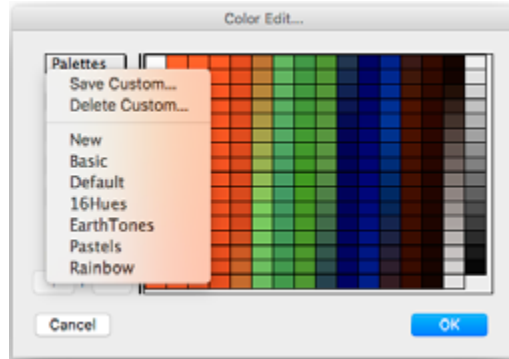 Color Edit...
Palettes
Save Custom...
Delete Custom...
New
Basic
Default
16Hues
EarthTones
Pastels
Rainbow
Cancel
OK